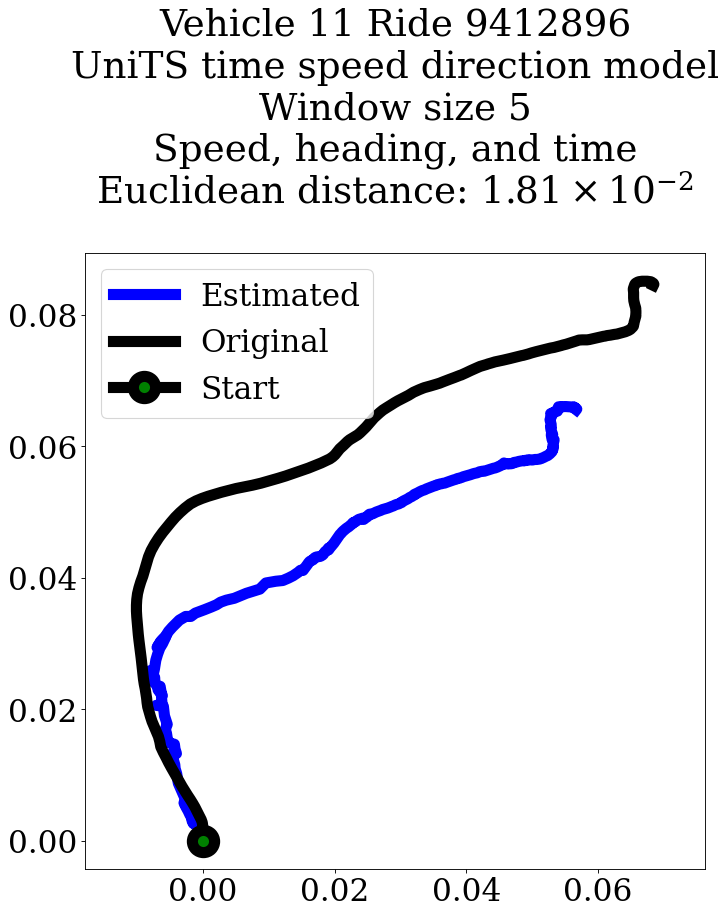 Vehicle 11 Ride 9412896
UniTS time speed direction model
Window size 5
Speed, heading, and time
Euclidean distance: 1.81 × 10⁻²
Estimated
Original
Start
0.08
0.06
0.04
0.02
0.00
0.00 0.02 0.04 0.06